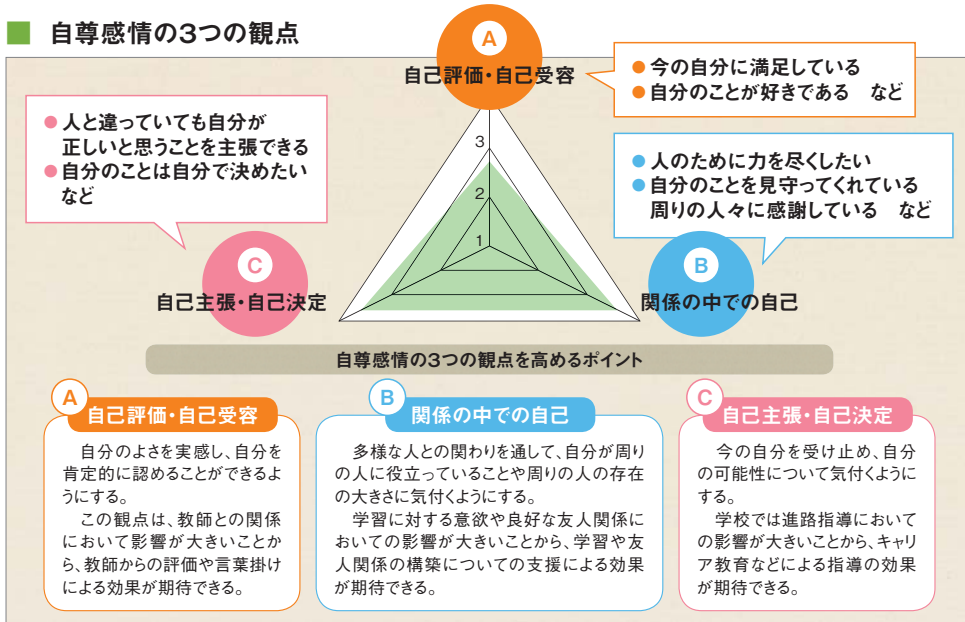 自尊感情の3つの観点
A
自己評価・自己受容
● 今の自分に満足している
● 自分のことが好きである　など
● 人と違っていても自分が
正しいと思うことを主張できる
● 自分のことは自分で決めたい
など
● 人のために力を尽くしたい
● 自分のことを見守ってくれている
周りの人々に感謝している　など
3
2
1
C
自己主張・自己決定
B
関係の中での自己
自尊感情の3つの観点を高めるポイント
A
自己評価・自己受容
自分のよさを実感し、自分を
肯定的に認めることができるよ
うにする。
この観点は、教師との関係
において影響が大きいことか
ら、教師からの評価や言葉掛け
による効果が期待できる。
B
関係の中での自己
多様な人との関わりを通して、自分が周り
の人に役立っていることや周りの人の存在
の大きさに気付くようにする。
学習に対する意欲や良好な友人関係に
おいての影響が大きいことから、学習や友
人関係の構築についての支援による効果
が期待できる。
C
自己主張・自己決定
今の自分を受け止め、自分
の可能性について気付くように
する。
学校では進路指導において
の影響が大きいことから、キャリ
ア教育などによる指導の効果
が期待できる。